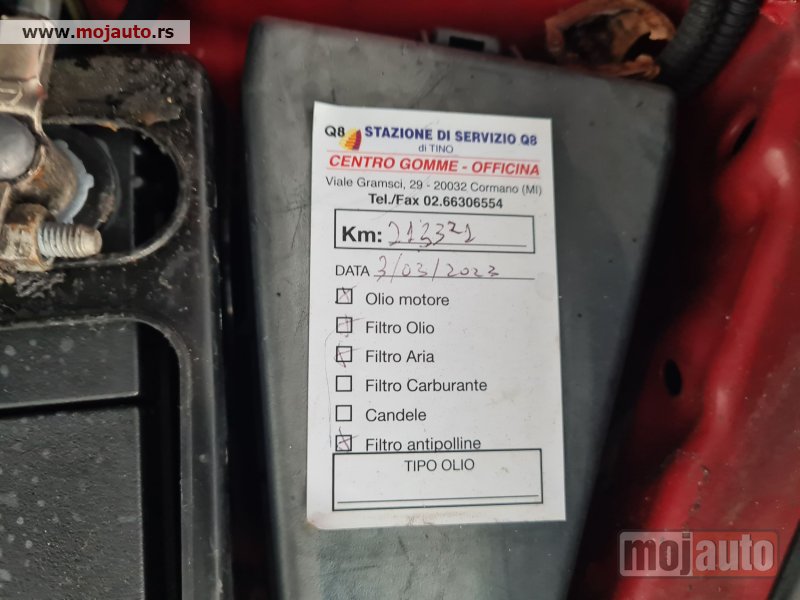 www.mojauto.rs
Q8 STAZIONE DI SERVIZIO Q8
di TINO
CENTRO GOMME - OFFICINA
Viale Gramsci, 29 - 20032 Cormano (MI)
Tel./Fax 02.66306554
Km: 213321
DATA 3/03/2023
Olio motore
Filtro Olio
Filtro Aria
Filtro Carburante
Candele
Filtro antipolline
TIPO OLIO
mojauto